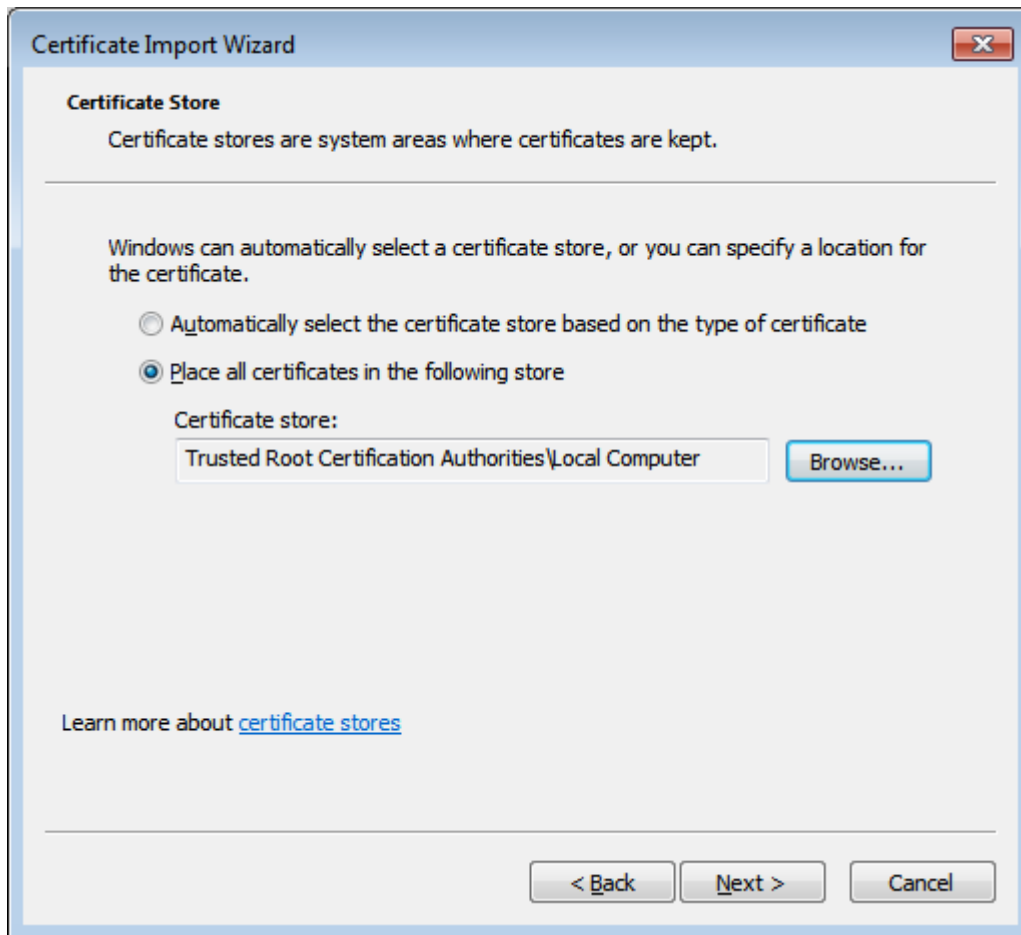 Certificate Import Wizard
Certificate Store
Certificate stores are system areas where certificates are kept.
Windows can automatically select a certificate store, or you can specify a location for
the certificate.
Automatically select the certificate store based on the type of certificate
Place all certificates in the following store
Certificate store:
Trusted Root Certification Authorities\Local Computer
Browse...
Learn more about certificate stores
< Back
Next >
Cancel